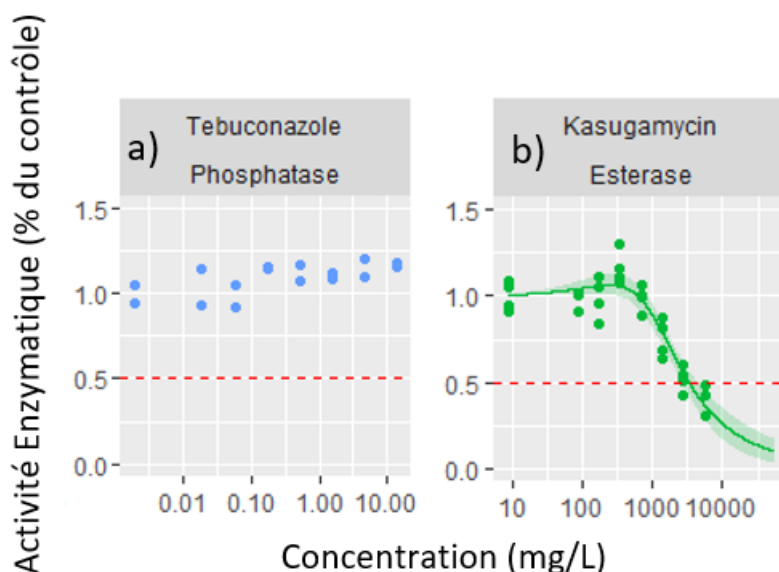 Activité Enzymatique (% du contrôle)
a)
Tebuconazole
Phosphatase
b)
Kasugamycin
Esterase
1.5
1.0
0.5
0.0
1.5
1.0
0.5
0.0
0.01 0.10 1.00 10.00
10 100 1000 10000
Concentration (mg/L)